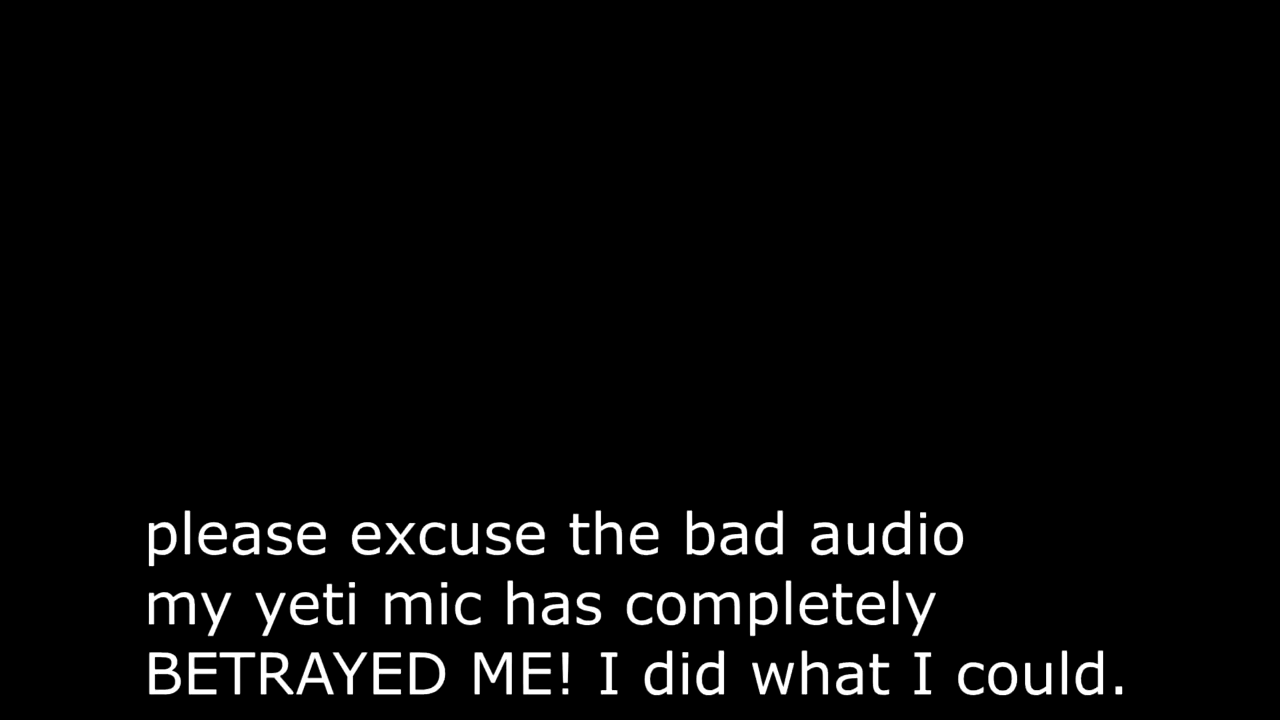 please excuse the bad audio
my yeti mic has completely
BETRAYED ME! I did what I could.